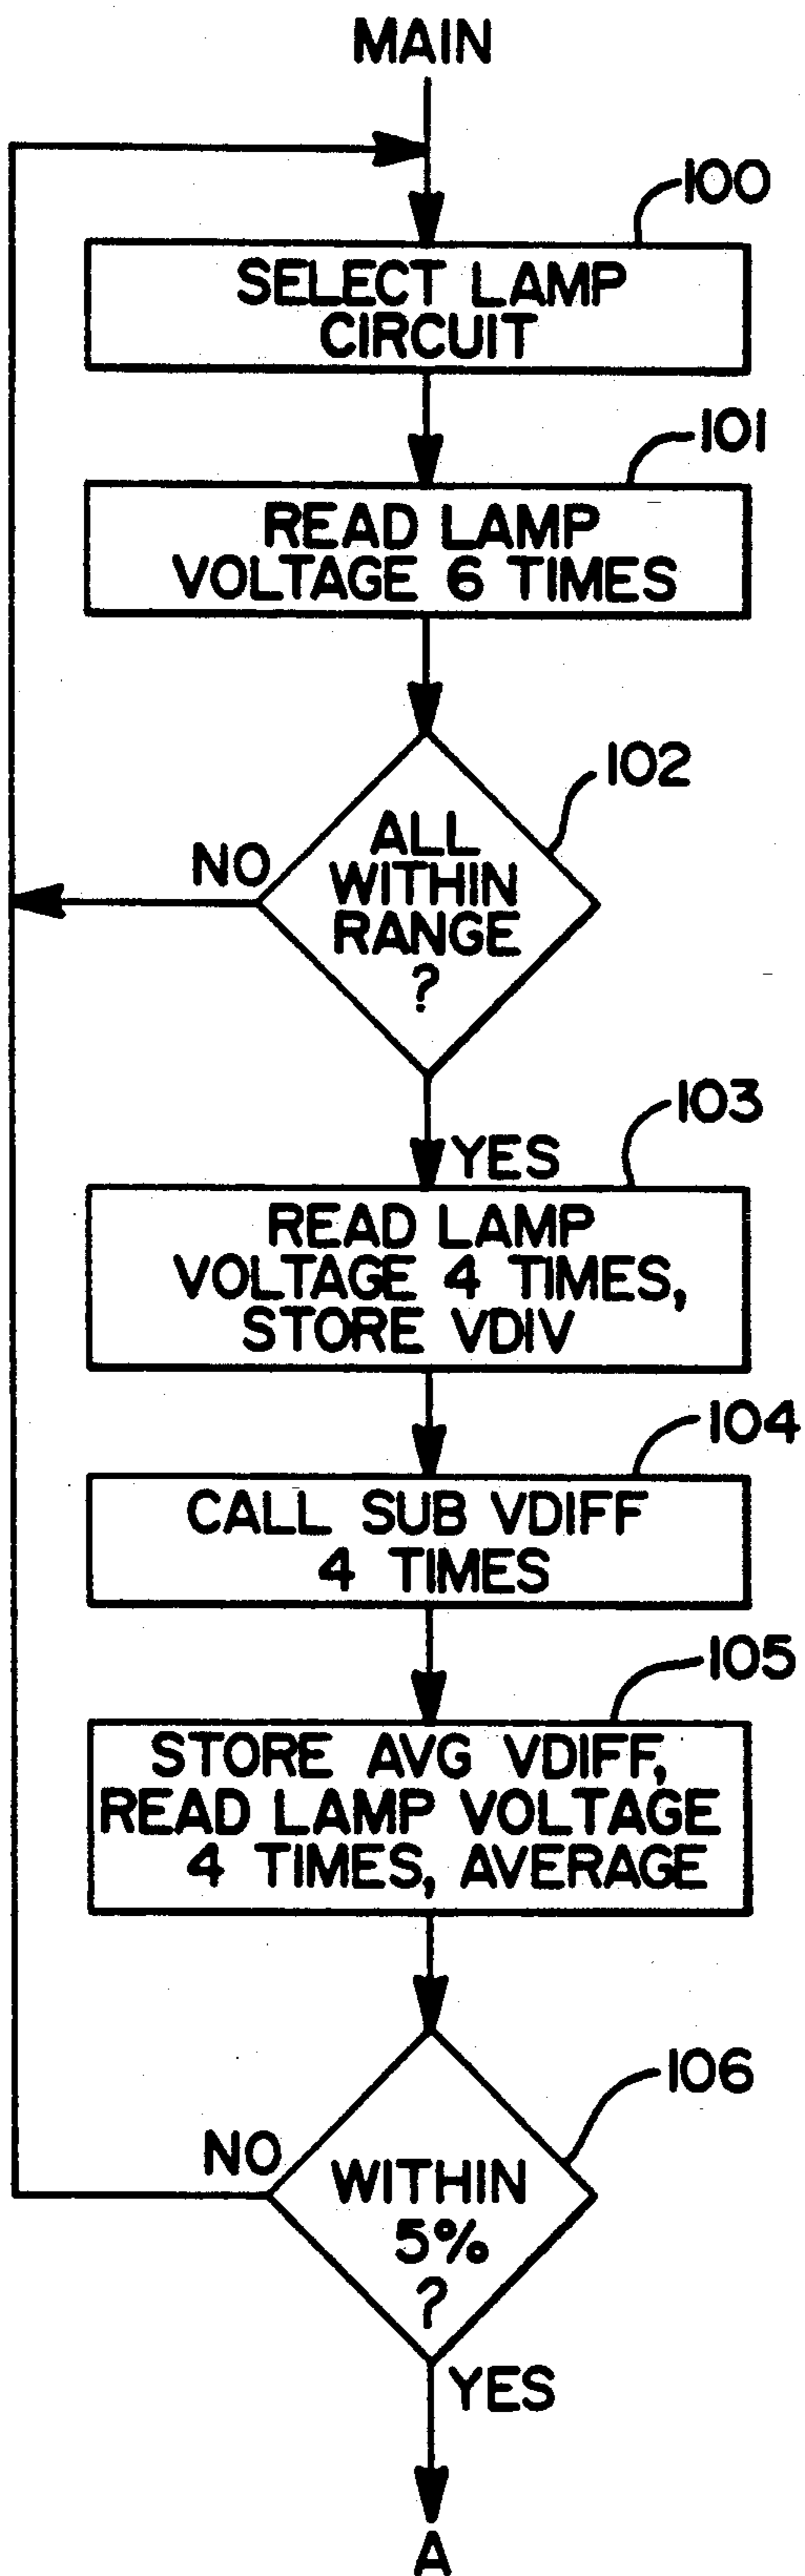 MAIN
100
SELECT LAMP
CIRCUIT
101
READ LAMP
VOLTAGE 6 TIMES
102
ALL
WITHIN
RANGE
?
NO
103
YES
READ LAMP
VOLTAGE 4 TIMES,
STORE VDIV
104
CALL SUB VDIFF
4 TIMES
105
STORE AVG VDIFF,
READ LAMP VOLTAGE
4 TIMES, AVERAGE
106
NO
WITHIN
5%
?
YES
A